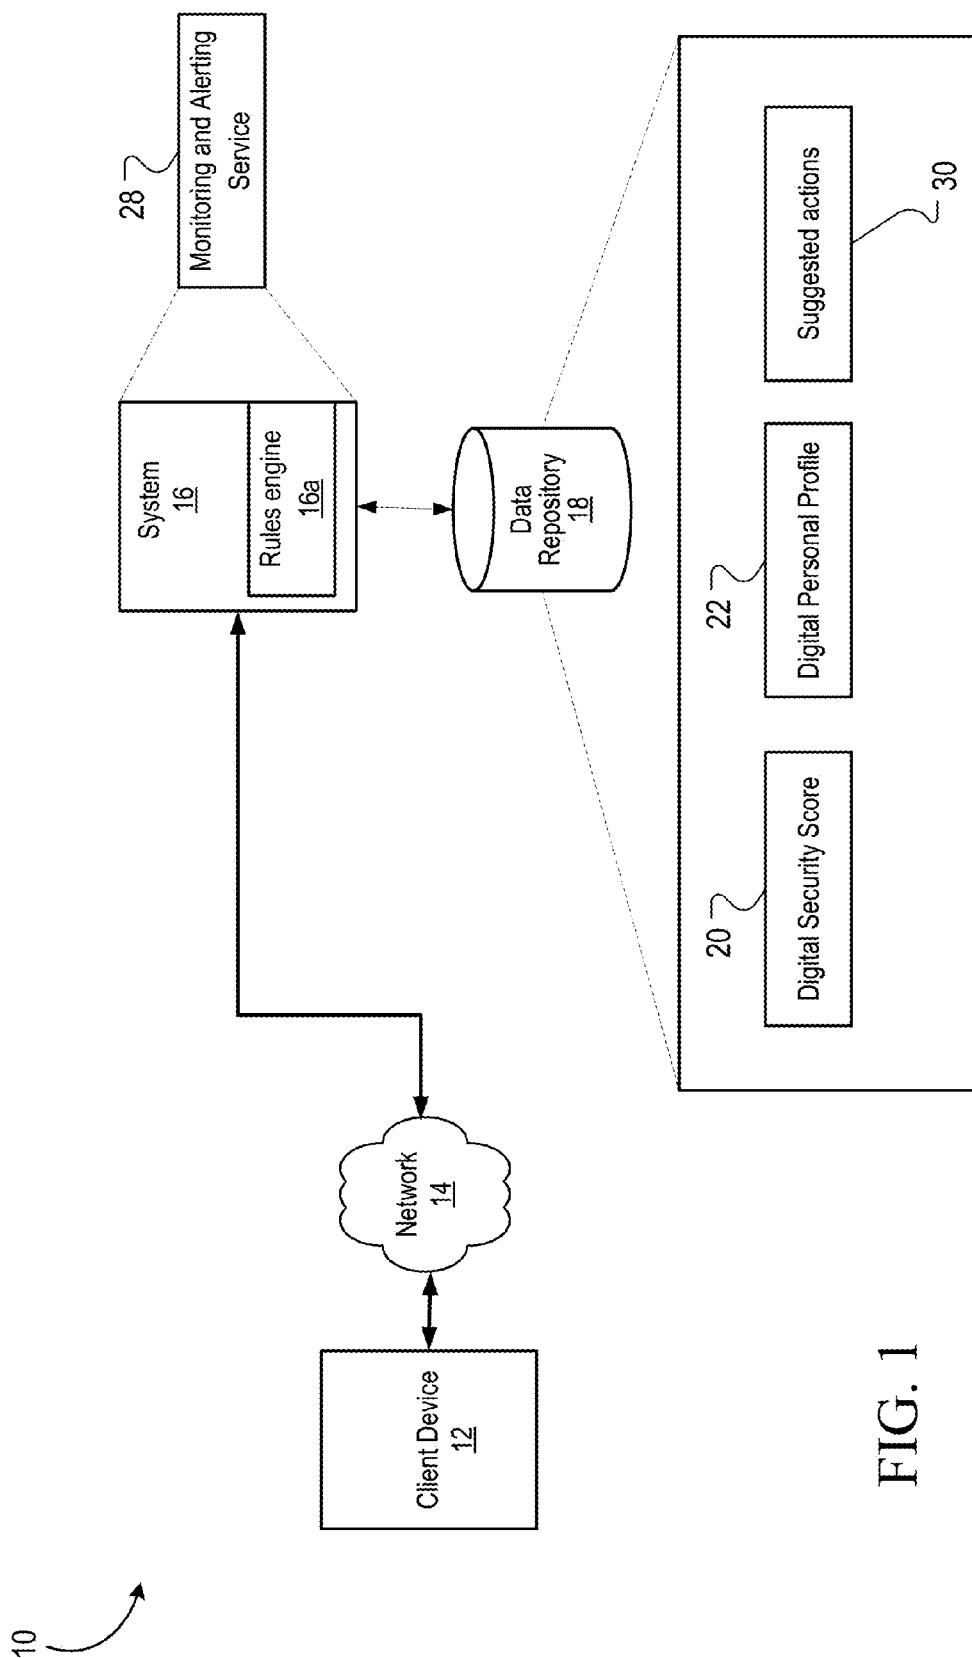 10
Client Device
12
Network
14
System
16
Rules engine
16a
28
Monitoring and Alerting
Service
Data
Repository
18
20
Digital Security Score
22
Digital Personal Profile
Suggested actions
30
FIG. 1